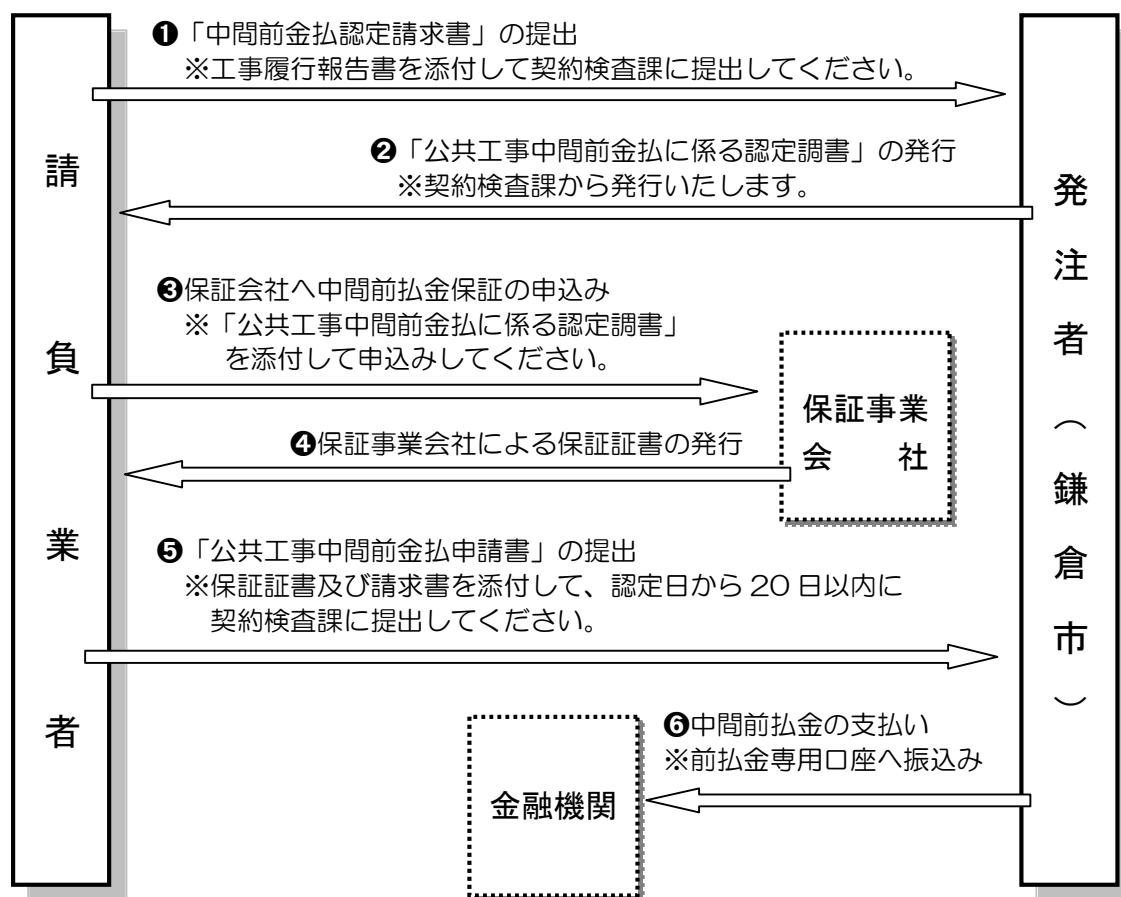 請負業者
発注者（鎌倉市）
❶「中間前金払認定請求書」の提出
※工事履行報告書を添付して契約検査課に提出してください。
❷「公共工事中間前金払に係る認定調書」の発行
※契約検査課から発行いたします。
❸保証会社へ中間前払金保証の申込み
※「公共工事中間前金払に係る認定調書」
を添付して申込みしてください。
保証事業
会 社
❹保証事業会社による保証証書の発行
❺「公共工事中間前金払申請書」の提出
※保証証書及び請求書を添付して、認定日から 20 日以内に
契約検査課に提出してください。
❻中間前払金の支払い
※前払金専用口座へ振込み
金融機関